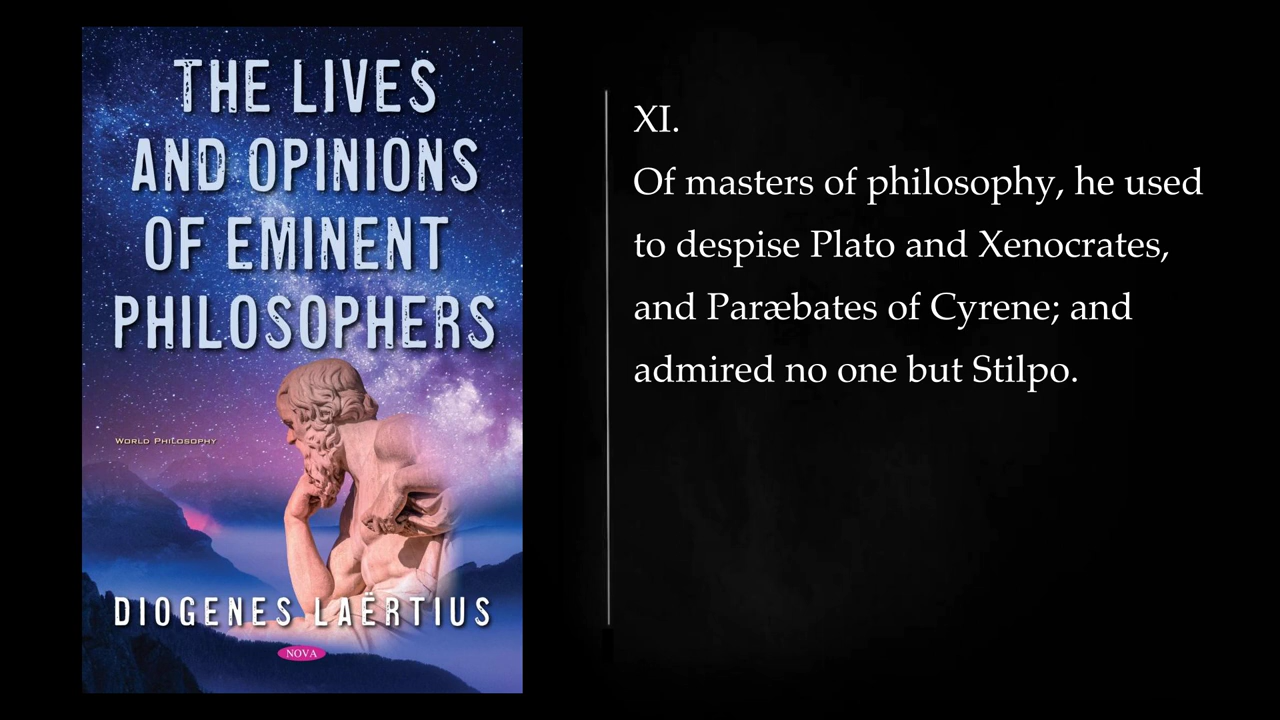 THE LIVES
AND OPINIONS
OF EMINENT
PHILOSOPHERS
WORLD PHILOSOPHY
DIOGENES LAËRTIUS
NOVA
XI.
Of masters of philosophy, he used
to despise Plato and Xenocrates,
and Paræbates of Cyrene; and
admired no one but Stilpo.